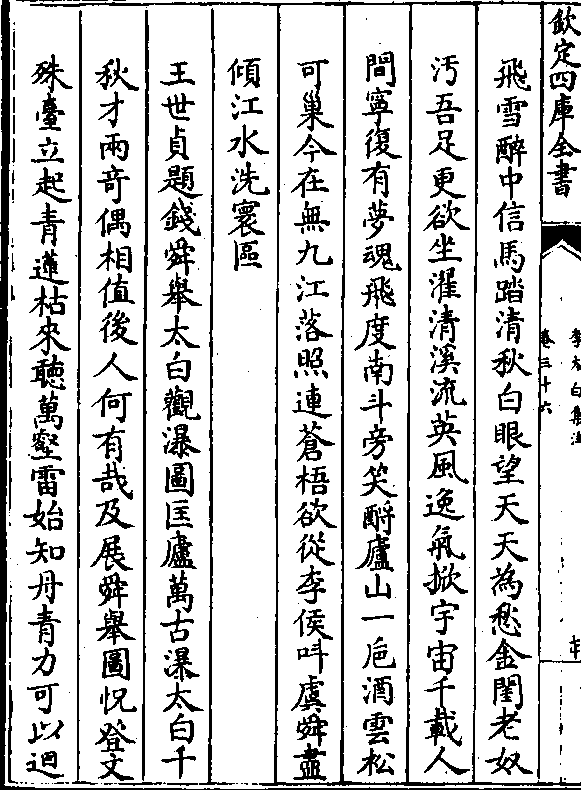 欽定四庫全書
卷三十六
飛雪醉中信馬踏清秋白眼望天天為愁金閨老奴
汚吾足更欲坐濯清溪流英風逸氣掀宇宙千載人
間寧復有夢魂飛度南斗旁笑酹廬山一巵酒雲松
可巢今在無九江落照連蒼梧欲從李侯叫虞舜盡
傾江水洗寰區
王世貞題錢舜舉太白觀瀑圖匡廬萬古瀑太白千
秋才兩竒偶相值後人何有哉及展舜舉圖怳登文
殊臺立起青蓮枯來聽萬壑雷始知丹青力可以迴